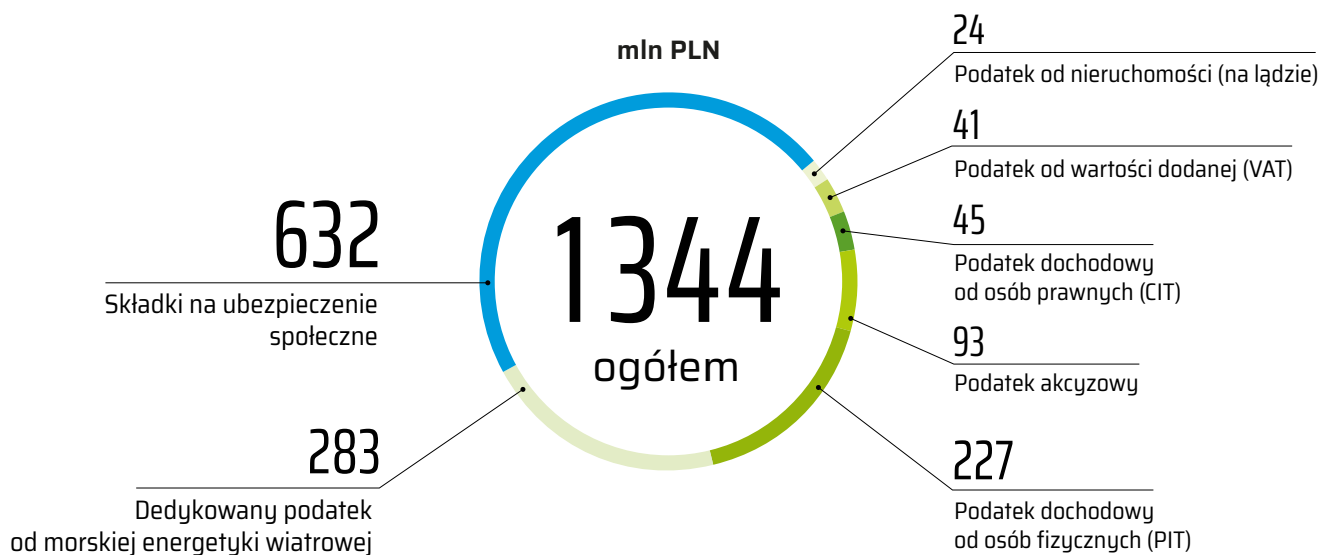 mln PLN
1344
ogółem
632
Składki na ubezpieczenie
społeczne
283
Dedykowany podatek
od morskiej energetyki wiatrowej
24
Podatek od nieruchomości (na lądzie)
41
Podatek od wartości dodanej (VAT)
45
Podatek dochodowy
od osób prawnych (CIT)
93
Podatek akcyzowy
227
Podatek dochodowy
od osób fizycznych (PIT)